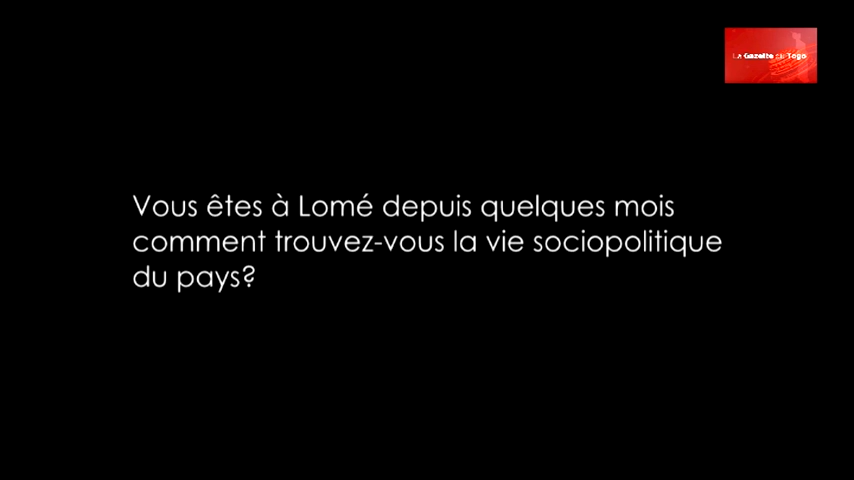 La Gazette du Togo
Vous êtes à Lomé depuis quelques mois
comment trouvez-vous la vie sociopolitique
du pays?